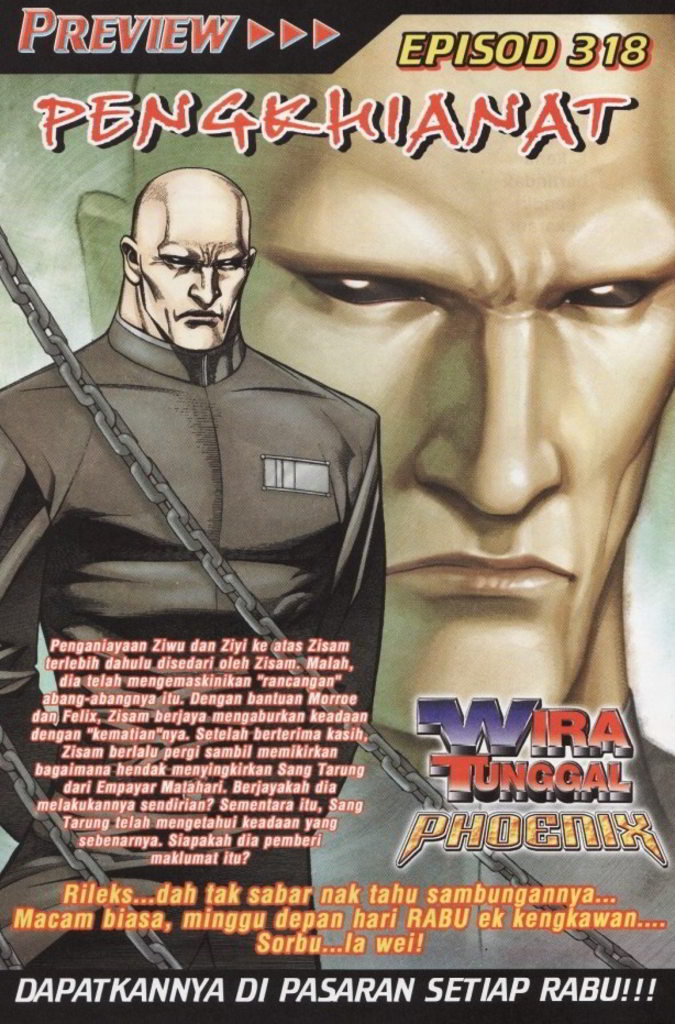 PREVIEW
EPISOD 318
PENGKHIANAT
Penganiayaan Ziwu dan Ziyi ke atas Zisam
terlebih dahulu disedari oleh Zisam. Malah,
dia telah mengemaskinikan "rancangan"
abang-abangnya itu. Dengan bantuan Morroe
dan Felix, Zisam berjaya mengaburkan keadaan
dengan "kematian"nya. Setelah berterima kasih,
Zisam berlalu pergi sambil memikirkan
bagaimana hendak menyingkirkan Sang Tarung
dari Empayar Matahari. Berjayakah dia
melakukannya sendirian? Sementara itu, Sang
Tarung telah mengetahui keadaan yang
sebenarnya. Siapakah dia pemberi
maklumat itu?
WIRA
TUNGGAL
PHOENIX
Rileks...dah tak sabar nak tahu sambungannya...
Macam biasa, minggu depan hari RABU ek kengkawan....
Sorbu...la wei!
DAPATKANNYA DI PASARAN SETIAP RABU!!!